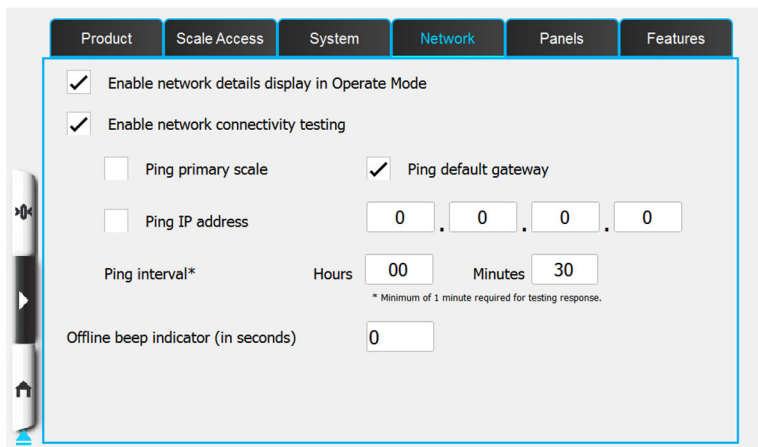 Product Scale Access System Network Panels Features
Enable network details display in Operate Mode
Enable network connectivity testing
Ping primary scale Ping default gateway
Ping IP address 0 . 0 . 0 . 0
Ping interval* Hours 00 Minutes 30
* Minimum of 1 minute required for testing response.
Offline beep indicator (in seconds) 0
>0<